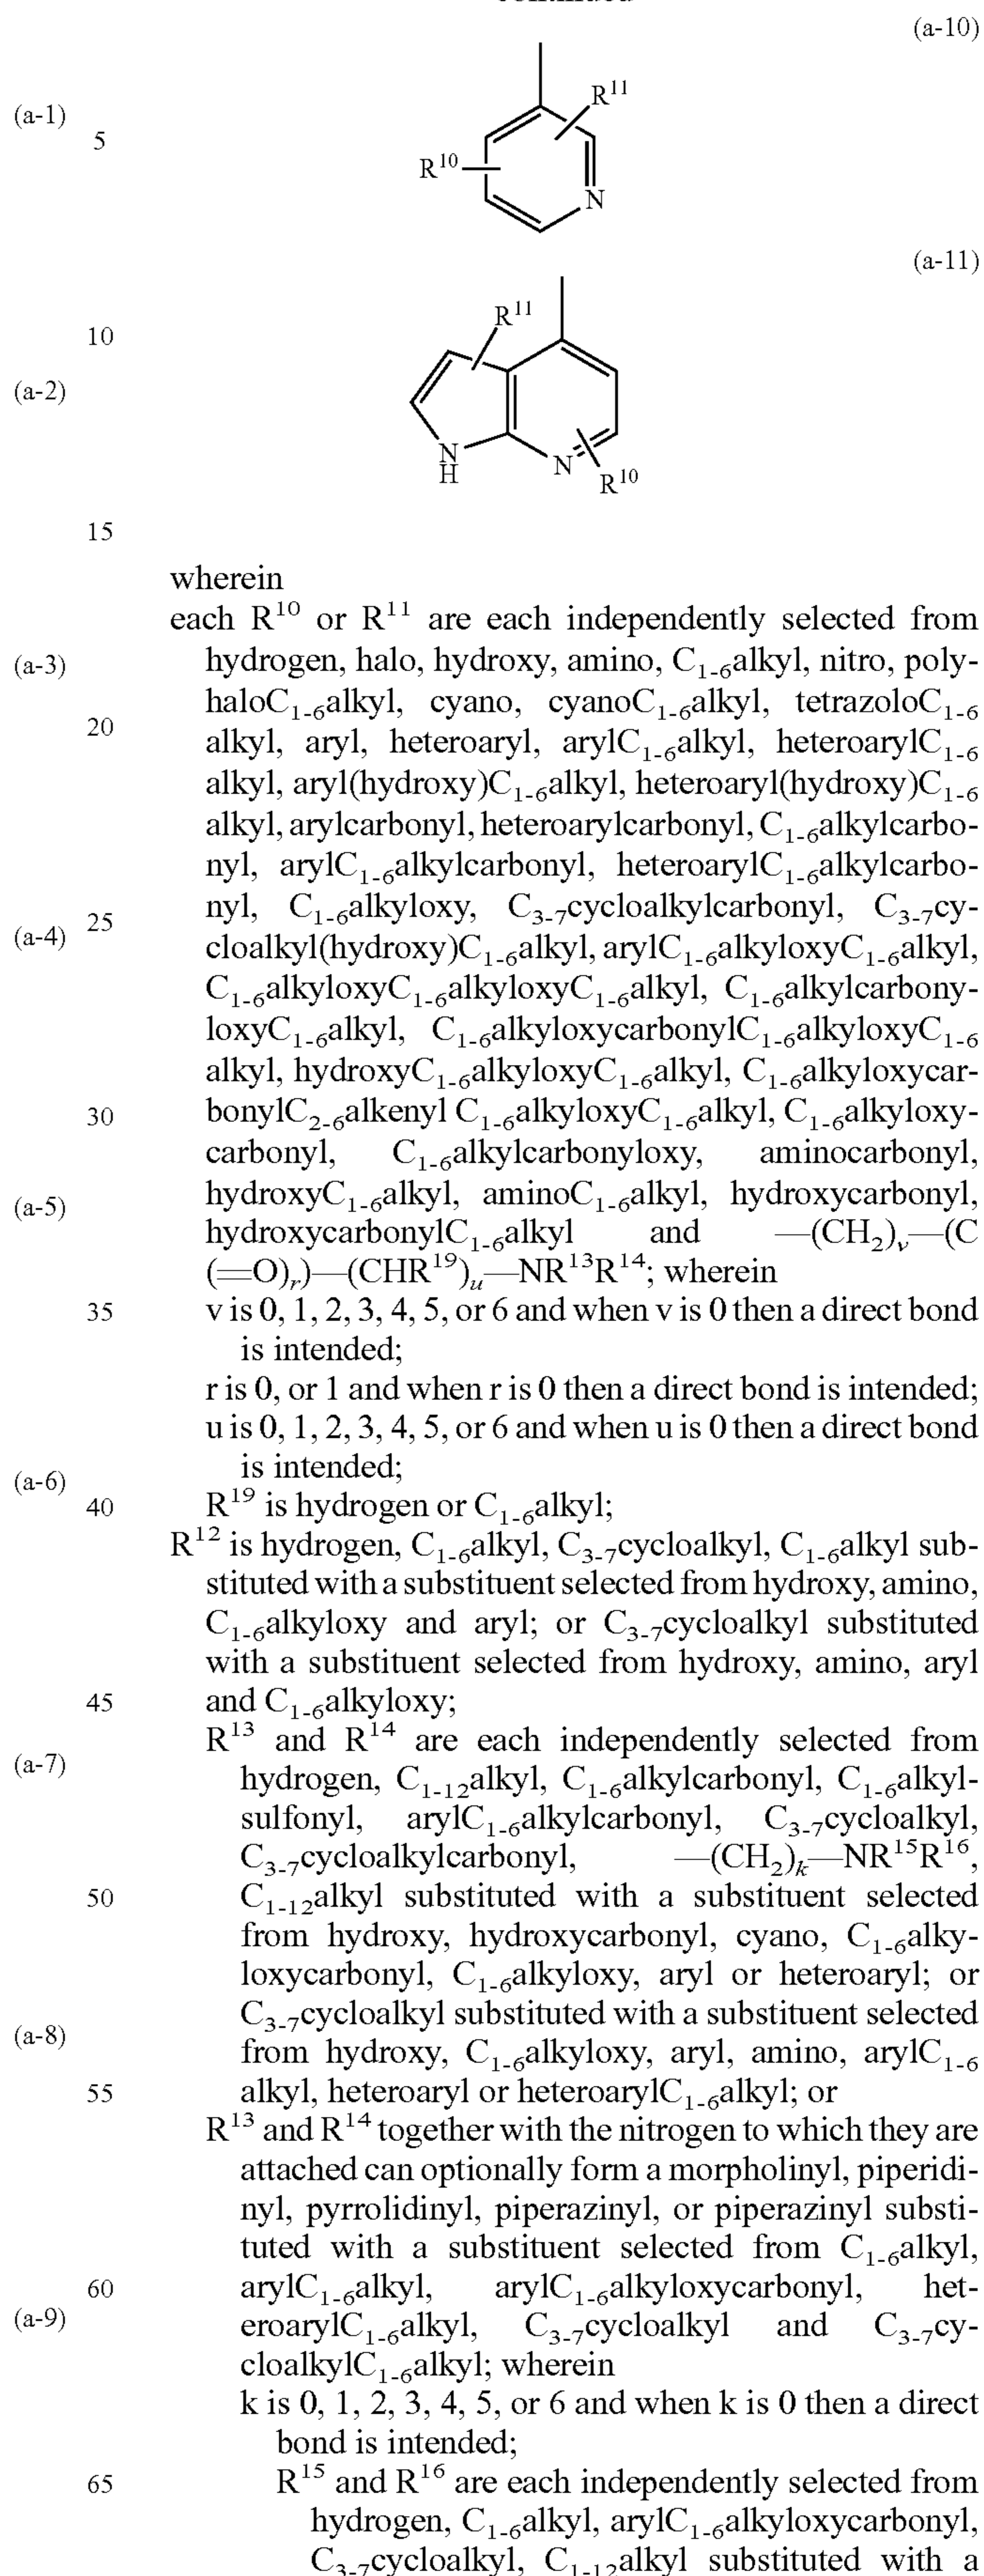 (a-10)
R¹¹
(a-1)
5
R¹⁰
N
(a-11)
R¹¹
10
(a-2)
N
H
N
R¹⁰
15
wherein
each R¹⁰ or R¹¹ are each independently selected from
(a-3)
hydrogen, halo, hydroxy, amino, C₁₋₆alkyl, nitro, poly-
haloC₁₋₆alkyl, cyano, cyanoC₁₋₆alkyl, tetrazoloC₁₋₆
20
alkyl, aryl, heteroaryl, arylC₁₋₆alkyl, heteroarylC₁₋₆
alkyl, aryl(hydroxy)C₁₋₆alkyl, heteroaryl(hydroxy)C₁₋₆
alkyl, arylcarbonyl, heteroarylcarbonyl, C₁₋₆alkylcarbo-
nyl, arylC₁₋₆alkylcarbonyl, heteroarylC₁₋₆alkylcarbo-
nyl, C₁₋₆alkyloxy, C₃₋₇cycloalkylcarbonyl, C₃₋₇cy-
25
(a-4)
cloalkyl(hydroxy)C₁₋₆alkyl, arylC₁₋₆alkyloxyC₁₋₆alkyl,
C₁₋₆alkyloxyC₁₋₆alkyloxyC₁₋₆alkyl, C₁₋₆alkylcarbony-
loxyC₁₋₆alkyl, C₁₋₆alkyloxycarbonylC₁₋₆alkyloxyC₁₋₆
alkyl, hydroxyC₁₋₆alkyloxyC₁₋₆alkyl, C₁₋₆alkyloxycar-
30
bonylC₂₋₆alkenyl C₁₋₆alkyloxyC₁₋₆alkyl, C₁₋₆alkyloxy-
carbonyl, C₁₋₆alkylcarbonyloxy, aminocarbonyl,
(a-5)
hydroxyC₁₋₆alkyl, aminoC₁₋₆alkyl, hydroxycarbonyl,
hydroxycarbonylC₁₋₆alkyl and —(CH₂)ᵥ—(C
(═O)ᵣ)—(CHR¹⁹)ᵤ—NR¹³R¹⁴; wherein
35
v is 0, 1, 2, 3, 4, 5, or 6 and when v is 0 then a direct bond
is intended;
r is 0, or 1 and when r is 0 then a direct bond is intended;
u is 0, 1, 2, 3, 4, 5, or 6 and when u is 0 then a direct bond
is intended;
(a-6)
40
R¹⁹ is hydrogen or C₁₋₆alkyl;
R¹² is hydrogen, C₁₋₆alkyl, C₃₋₇cycloalkyl, C₁₋₆alkyl sub-
stituted with a substituent selected from hydroxy, amino,
C₁₋₆alkyloxy and aryl; or C₃₋₇cycloalkyl substituted
with a substituent selected from hydroxy, amino, aryl
45
and C₁₋₆alkyloxy;
R¹³ and R¹⁴ are each independently selected from
(a-7)
hydrogen, C₁₋₁₂alkyl, C₁₋₆alkylcarbonyl, C₁₋₆alkyl-
sulfonyl, arylC₁₋₆alkylcarbonyl, C₃₋₇cycloalkyl,
C₃₋₇cycloalkylcarbonyl, —(CH₂)ₖ—NR¹⁵R¹⁶,
50
C₁₋₁₂alkyl substituted with a substituent selected
from hydroxy, hydroxycarbonyl, cyano, C₁₋₆alky-
loxycarbonyl, C₁₋₆alkyloxy, aryl or heteroaryl; or
C₃₋₇cycloalkyl substituted with a substituent selected
(a-8)
from hydroxy, C₁₋₆alkyloxy, aryl, amino, arylC₁₋₆
55
alkyl, heteroaryl or heteroarylC₁₋₆alkyl; or
R¹³ and R¹⁴ together with the nitrogen to which they are
attached can optionally form a morpholinyl, piperidi-
nyl, pyrrolidinyl, piperazinyl, or piperazinyl substi-
tuted with a substituent selected from C₁₋₆alkyl,
60
arylC₁₋₆alkyl, arylC₁₋₆alkyloxycarbonyl, het-
(a-9)
eroarylC₁₋₆alkyl, C₃₋₇cycloalkyl and C₃₋₇cy-
cloalkylC₁₋₆alkyl; wherein
k is 0, 1, 2, 3, 4, 5, or 6 and when k is 0 then a direct
bond is intended;
65
R¹⁵ and R¹⁶ are each independently selected from
hydrogen, C₁₋₆alkyl, arylC₁₋₆alkyloxycarbonyl,
C₃₋₇cycloalkyl, C₁₋₁₂alkyl substituted with a